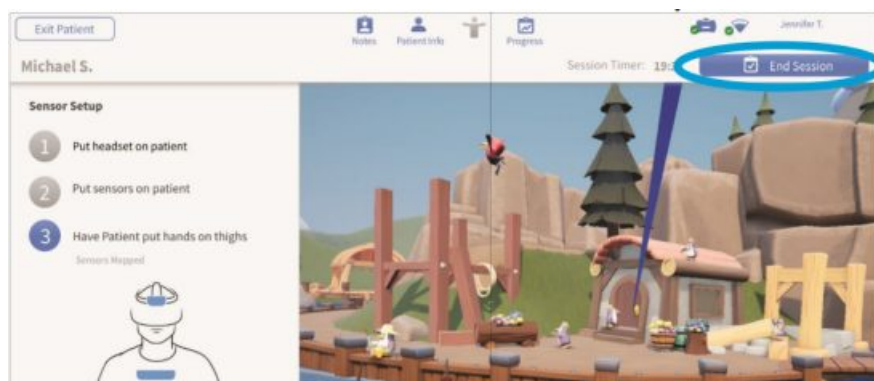 Exit Patient
Notes
Patient Info
Progress
Jennifer T.
Michael S.
Session Timer:
End Session
Sensor Setup
1 Put headset on patient
2 Put sensors on patient
3 Have Patient put hands on thighs
Sensors Mapped